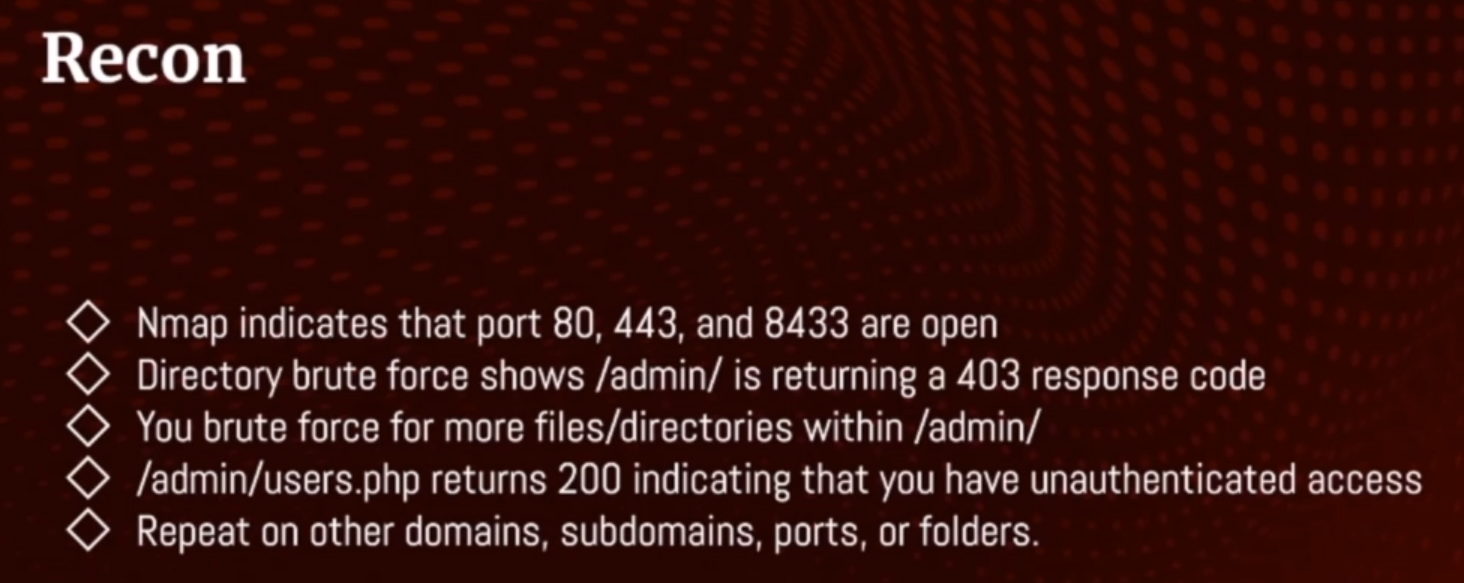 Recon
Nmap indicates that port 80, 443, and 8433 are open
Directory brute force shows /admin/ is returning a 403 response code
You brute force for more files/directories within /admin/
/admin/users.php returns 200 indicating that you have unauthenticated access
Repeat on other domains, subdomains, ports, or folders.